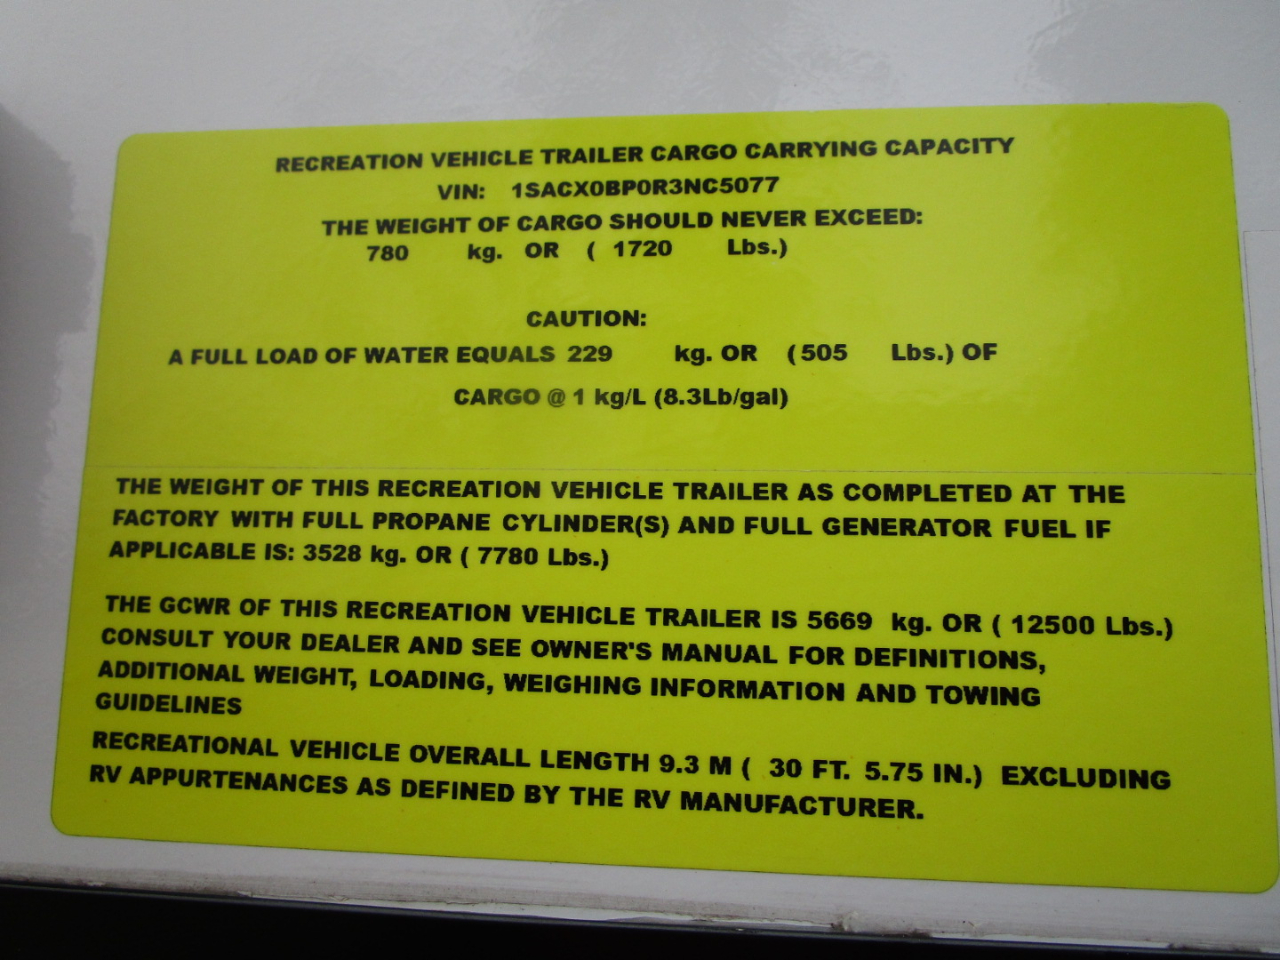 RECREATION VEHICLE TRAILER CARGO CARRYING CAPACITY
VIN: 1SACX0BP0R3NC5077
THE WEIGHT OF CARGO SHOULD NEVER EXCEED:
780 kg. OR ( 1720 Lbs.)
CAUTION:
A FULL LOAD OF WATER EQUALS 229 kg. OR (505 Lbs.) OF
CARGO @ 1 kg/L (8.3Lb/gal)
THE WEIGHT OF THIS RECREATION VEHICLE TRAILER AS COMPLETED AT THE
FACTORY WITH FULL PROPANE CYLINDER(S) AND FULL GENERATOR FUEL IF
APPLICABLE IS: 3528 kg. OR ( 7780 Lbs.)
THE GCWR OF THIS RECREATION VEHICLE TRAILER IS 5669 kg. OR ( 12500 Lbs.)
CONSULT YOUR DEALER AND SEE OWNER'S MANUAL FOR DEFINITIONS,
ADDITIONAL WEIGHT, LOADING, WEIGHING INFORMATION AND TOWING
GUIDELINES
RECREATIONAL VEHICLE OVERALL LENGTH 9.3 M ( 30 FT. 5.75 IN.) EXCLUDING
RV APPURTENANCES AS DEFINED BY THE RV MANUFACTURER.